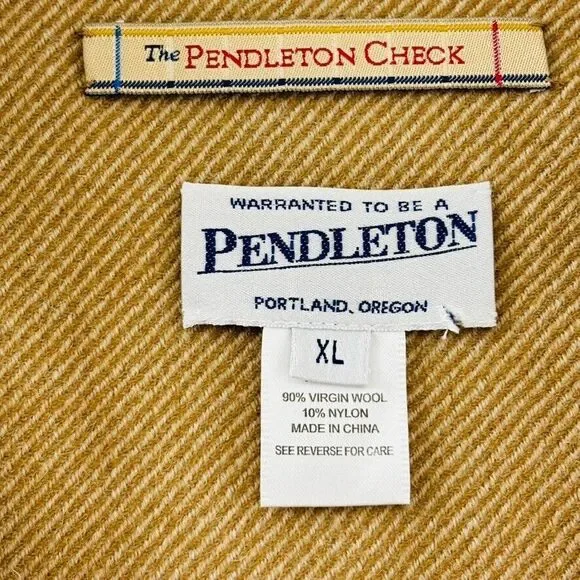 The PENDLETON CHECK
WARRANTED TO BE A
PENDLETON
PORTLAND, OREGON
XL
90% VIRGIN WOOL
10% NYLON
MADE IN CHINA
SEE REVERSE FOR CARE